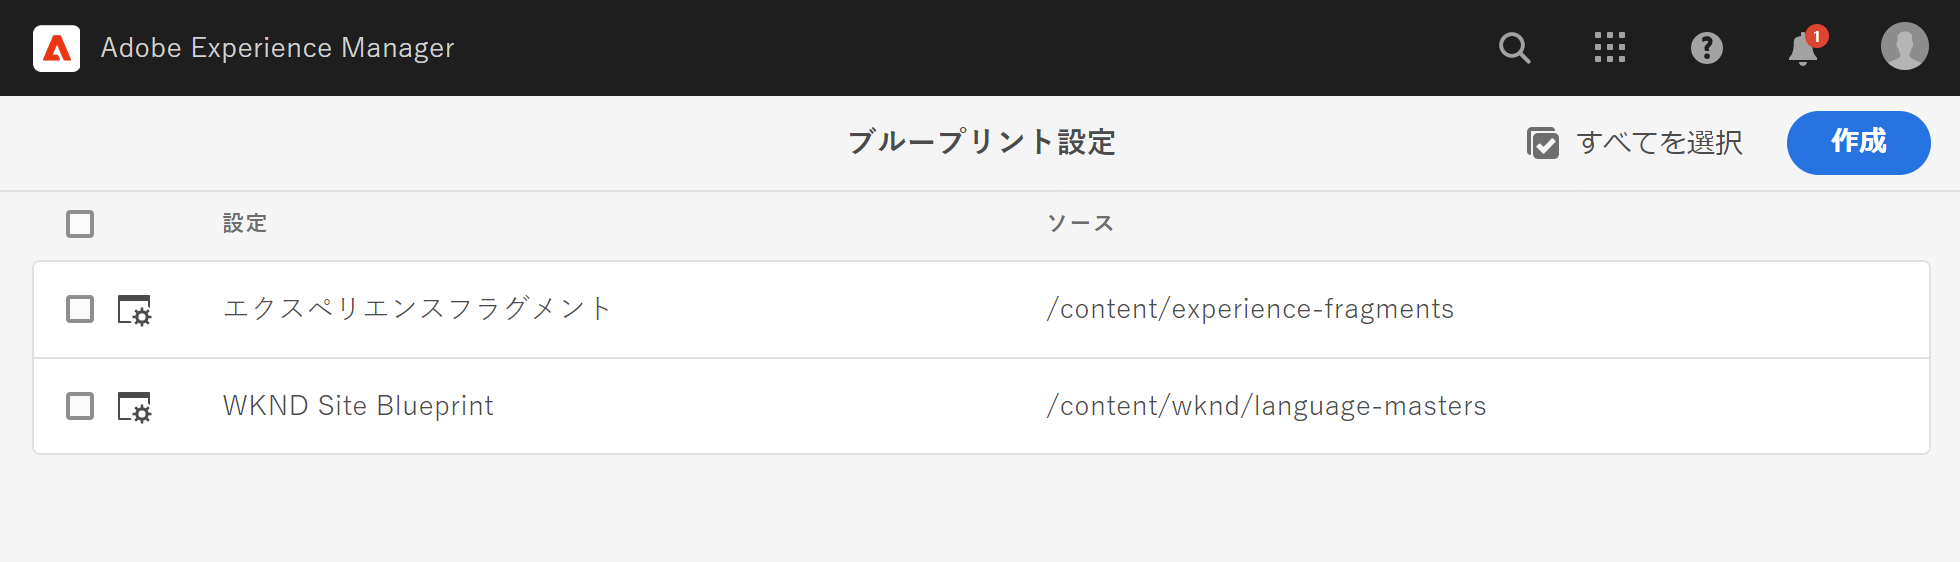 Adobe Experience Manager
1
ブループリント設定
すべてを選択
作成
設定 ソース
エクスペリエンスフラグメント /content/experience-fragments
WKND Site Blueprint /content/wknd/language-masters